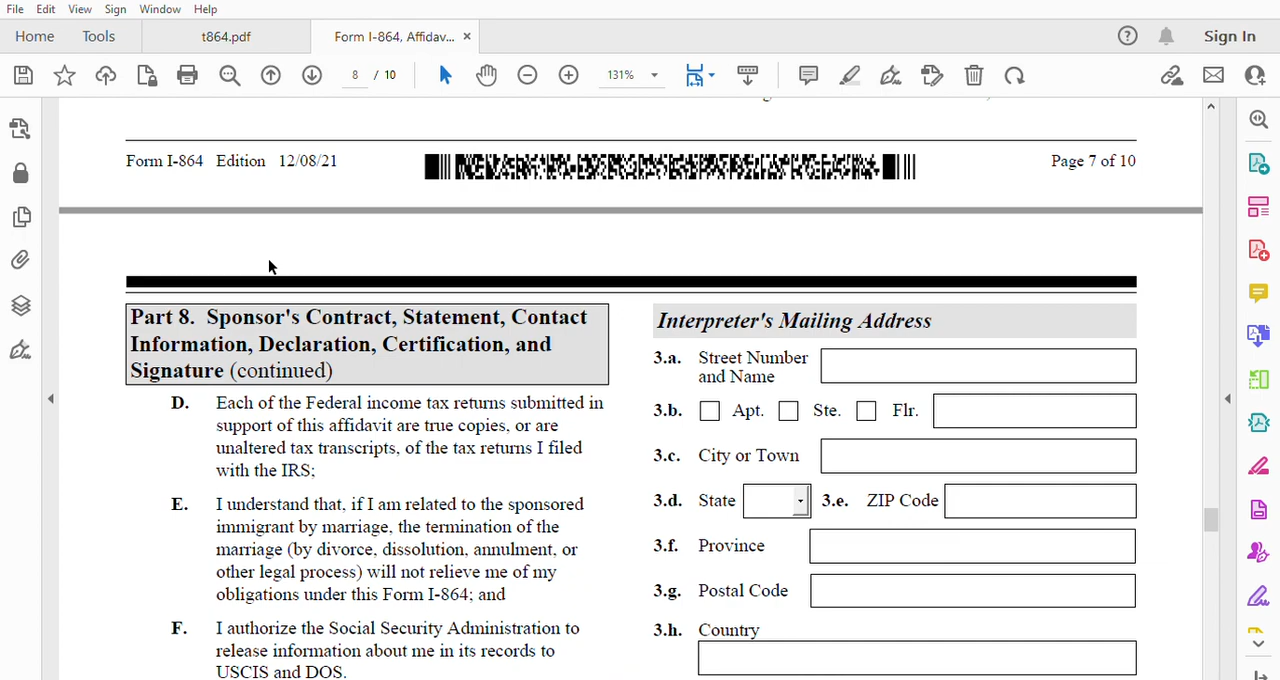 File Edit View Sign Window Help
Home Tools t864.pdf Form I-864, Affidav... × Sign In
8 / 10 131%
Form I-864 Edition 12/08/21 Page 7 of 10
Part 8. Sponsor's Contract, Statement, Contact
Information, Declaration, Certification, and
Signature (continued)
D. Each of the Federal income tax returns submitted in
support of this affidavit are true copies, or are
unaltered tax transcripts, of the tax returns I filed
with the IRS;
E. I understand that, if I am related to the sponsored
immigrant by marriage, the termination of the
marriage (by divorce, dissolution, annulment, or
other legal process) will not relieve me of my
obligations under this Form I-864; and
F. I authorize the Social Security Administration to
release information about me in its records to
USCIS and DOS.
Interpreter's Mailing Address
3.a. Street Number
and Name
3.b. Apt. Ste. Flr.
3.c. City or Town
3.d. State 3.e. ZIP Code
3.f. Province
3.g. Postal Code
3.h. Country